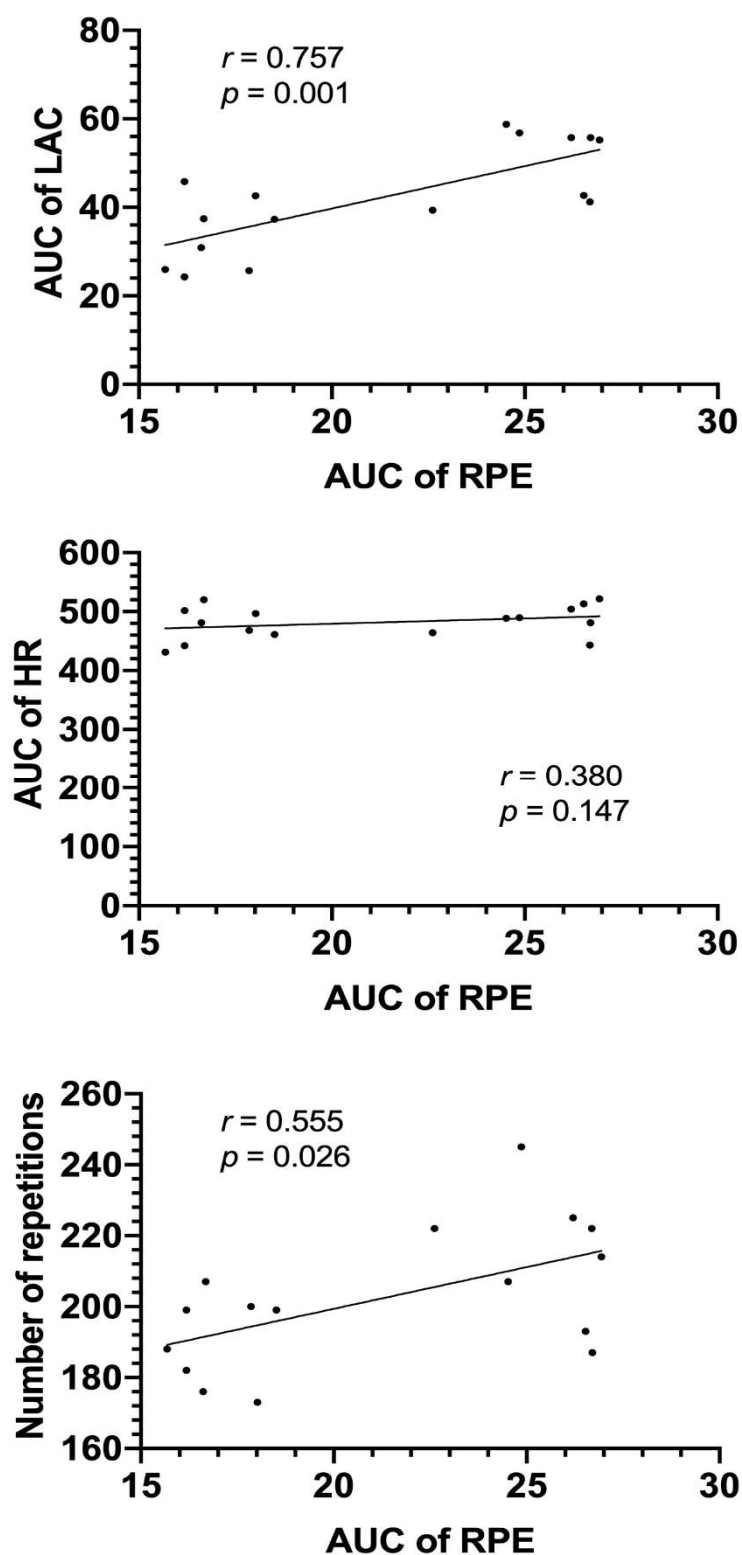 80
r = 0.757
p = 0.001
60
AUC of LAC
40
20
0
15 20 25 30
AUC of RPE
600
500
AUC of HR
400
300
r = 0.380
200
p = 0.147
100
0
15 20 25 30
AUC of RPE
260
r = 0.555
p = 0.026
240
Number of repetitions
220
200
180
160
15 20 25 30
AUC of RPE